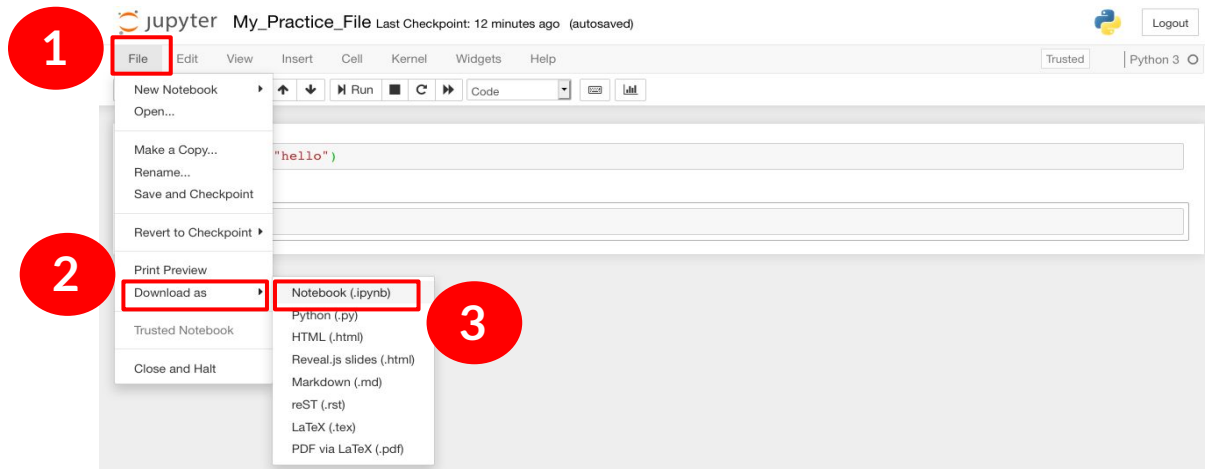 jupyter My_Practice_File Last Checkpoint: 12 minutes ago (autosaved)
Logout
1
File Edit View Insert Cell Kernel Widgets Help
Trusted
Python 3
New Notebook
Run
Code
Open...
Make a Copy...
"hello")
Rename...
Save and Checkpoint
Revert to Checkpoint
2
Print Preview
Download as
Notebook (.ipynb)
3
Python (.py)
Trusted Notebook
HTML (.html)
Reveal.js slides (.html)
Close and Halt
Markdown (.md)
reST (.rst)
LaTeX (.tex)
PDF via LaTeX (.pdf)